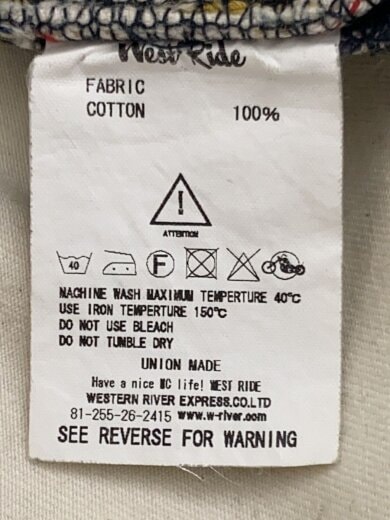 West Ride
FABRIC
COTTON 100%
!
ATTENTION
40 F
MACHINE WASH MAXIMUM TEMPERTURE 40℃
USE IRON TEMPERTURE 150℃
DO NOT USE BLEACH
DO NOT TUMBLE DRY
UNION MADE
Have a nice MC life! WEST RIDE
WESTERN RIVER EXPRESS.CO.LTD
81-255-26-2415 www.w-river.com
SEE REVERSE FOR WARNING